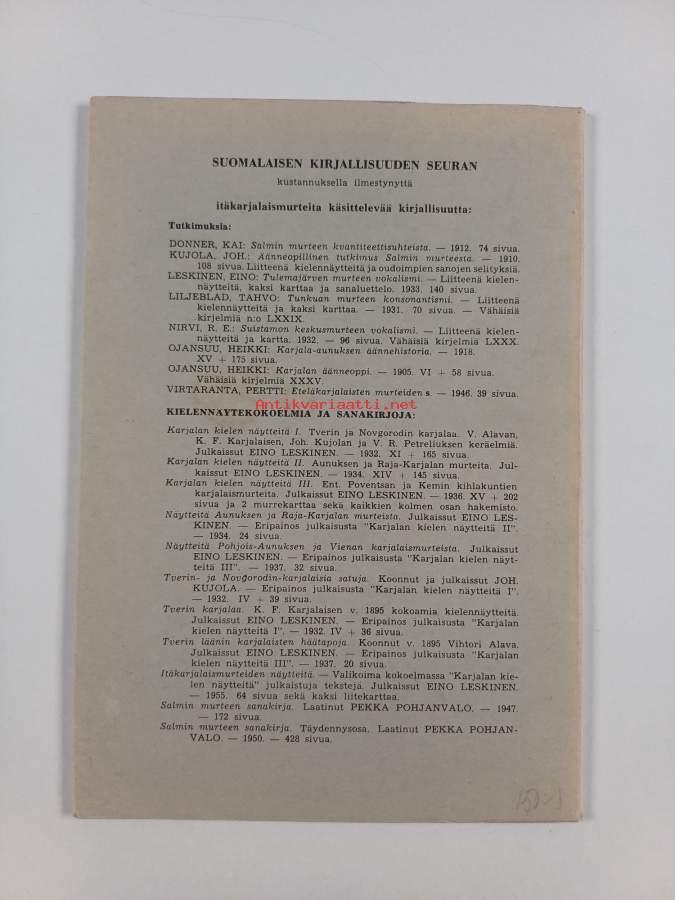 SUOMALAISEN KIRJALLISUUDEN SEURAN
kustannuksella ilmestynyttä
itäkarjalaismurteita käsittelevää kirjallisuutta:
Tutkimuksia:
DONNER, KAI: Salmin murteen kvantiteettisuhteista. — 1912. 74 sivua.
KUJOLA, JOH.: Äänneopillinen tutkimus Salmin murteesta. — 1910.
108 sivua. Liitteenä kielennäytteitä ja oudoimpien sanojen selityksiä.
LESKINEN, EINO: Tulemajärven murteen vokalismi. — Liitteenä kielen-
näytteitä, kaksi karttaa ja sanaluettelo. 1933. 140 sivua.
LILJEBLAD, TAHVO: Tunkuan murteen konsonantismi. — Liitteenä
kielennäytteitä ja kaksi karttaa. — 1931. 70 sivua. — Vähäisiä
kirjelmiä n:o LXXIX.
NIRVI, R. E.: Suistamon keskusmurteen vokalismi. — Liitteenä kielen-
näytteitä ja kartta. 1932. — 96 sivua. Vähäisiä kirjelmiä LXXX.
OJANSUU, HEIKKI: Karjala-aunuksen äännehistoria. — 1918.
XV + 175 sivua.
OJANSUU, HEIKKI: Karjalan äänneoppi. — 1905. VI + 58 sivua.
Vähäisiä kirjelmiä XXXV.
VIRTARANTA, PERTTI: Eteläkarjalaisten murteiden s. — 1946. 39 sivua.
Antikvariaatti.net
KIELENNÄYTEKOKOELMIA JA SANAKIRJOJA:
Karjalan kielen näytteitä I. Tverin ja Novgorodin karjalaa. V. Alavan,
K. F. Karjalaisen, Joh. Kujolan ja V. R. Petreliuksen keräelmiä.
Julkaissut EINO LESKINEN. — 1932. XI + 165 sivua.
Karjalan kielen näytteitä II. Aunuksen ja Raja-Karjalan murteita. Jul-
kaissut EINO LESKINEN. — 1934. XIV + 145 sivua.
Karjalan kielen näytteitä III. Ent. Poventsan ja Kemin kihlakuntien
karjalaismurteita. Julkaissut EINO LESKINEN. — 1936. XV + 202
sivua ja 2 murrekarttaa sekä kaikkien kolmen osan hakemisto.
Näytteitä Aunuksen ja Raja-Karjalan murteista. Julkaissut EINO LES-
KINEN. — Eripainos julkaisusta "Karjalan kielen näytteitä II".
— 1934. 24 sivua.
Näytteitä Pohjois-Aunuksen ja Vienan karjalaismurteista. Julkaissut
EINO LESKINEN. — Eripainos julkaisusta "Karjalan kielen näyt-
teitä III". — 1937. 32 sivua.
Tverin- ja Novgorodin-karjalaisia satuja. Koonnut ja julkaissut JOH.
KUJOLA. — Eripainos julkaisusta "Karjalan kielen näytteitä I".
— 1932. IV + 39 sivua.
Tverin karjalaa. K. F. Karjalaisen v. 1895 kokoamia kielennäytteitä.
Julkaissut EINO LESKINEN. — Eripainos julkaisusta "Karjalan
kielen näytteitä I". — 1932. IV + 36 sivua.
Tverin läänin karjalaisten häätapoja. Koonnut v. 1895 Vihtori Alava.
Julkaissut EINO LESKINEN. — Eripainos julkaisusta "Karjalan
kielen näytteitä III". — 1937. 20 sivua.
Itäkarjalaismurteiden näytteitä. — Valikoima kokoelmassa "Karjalan kie-
len näytteitä" julkaistuja tekstejä. Julkaissut EINO LESKINEN.
— 1955. 64 sivua sekä kaksi liitekarttaa.
Salmin murteen sanakirja. Laatinut PEKKA POHJANVALO. — 1947.
— 172 sivua.
Salmin murteen sanakirja. Täydennysosa. Laatinut PEKKA POHJAN-
VALO. — 1950. — 428 sivua.